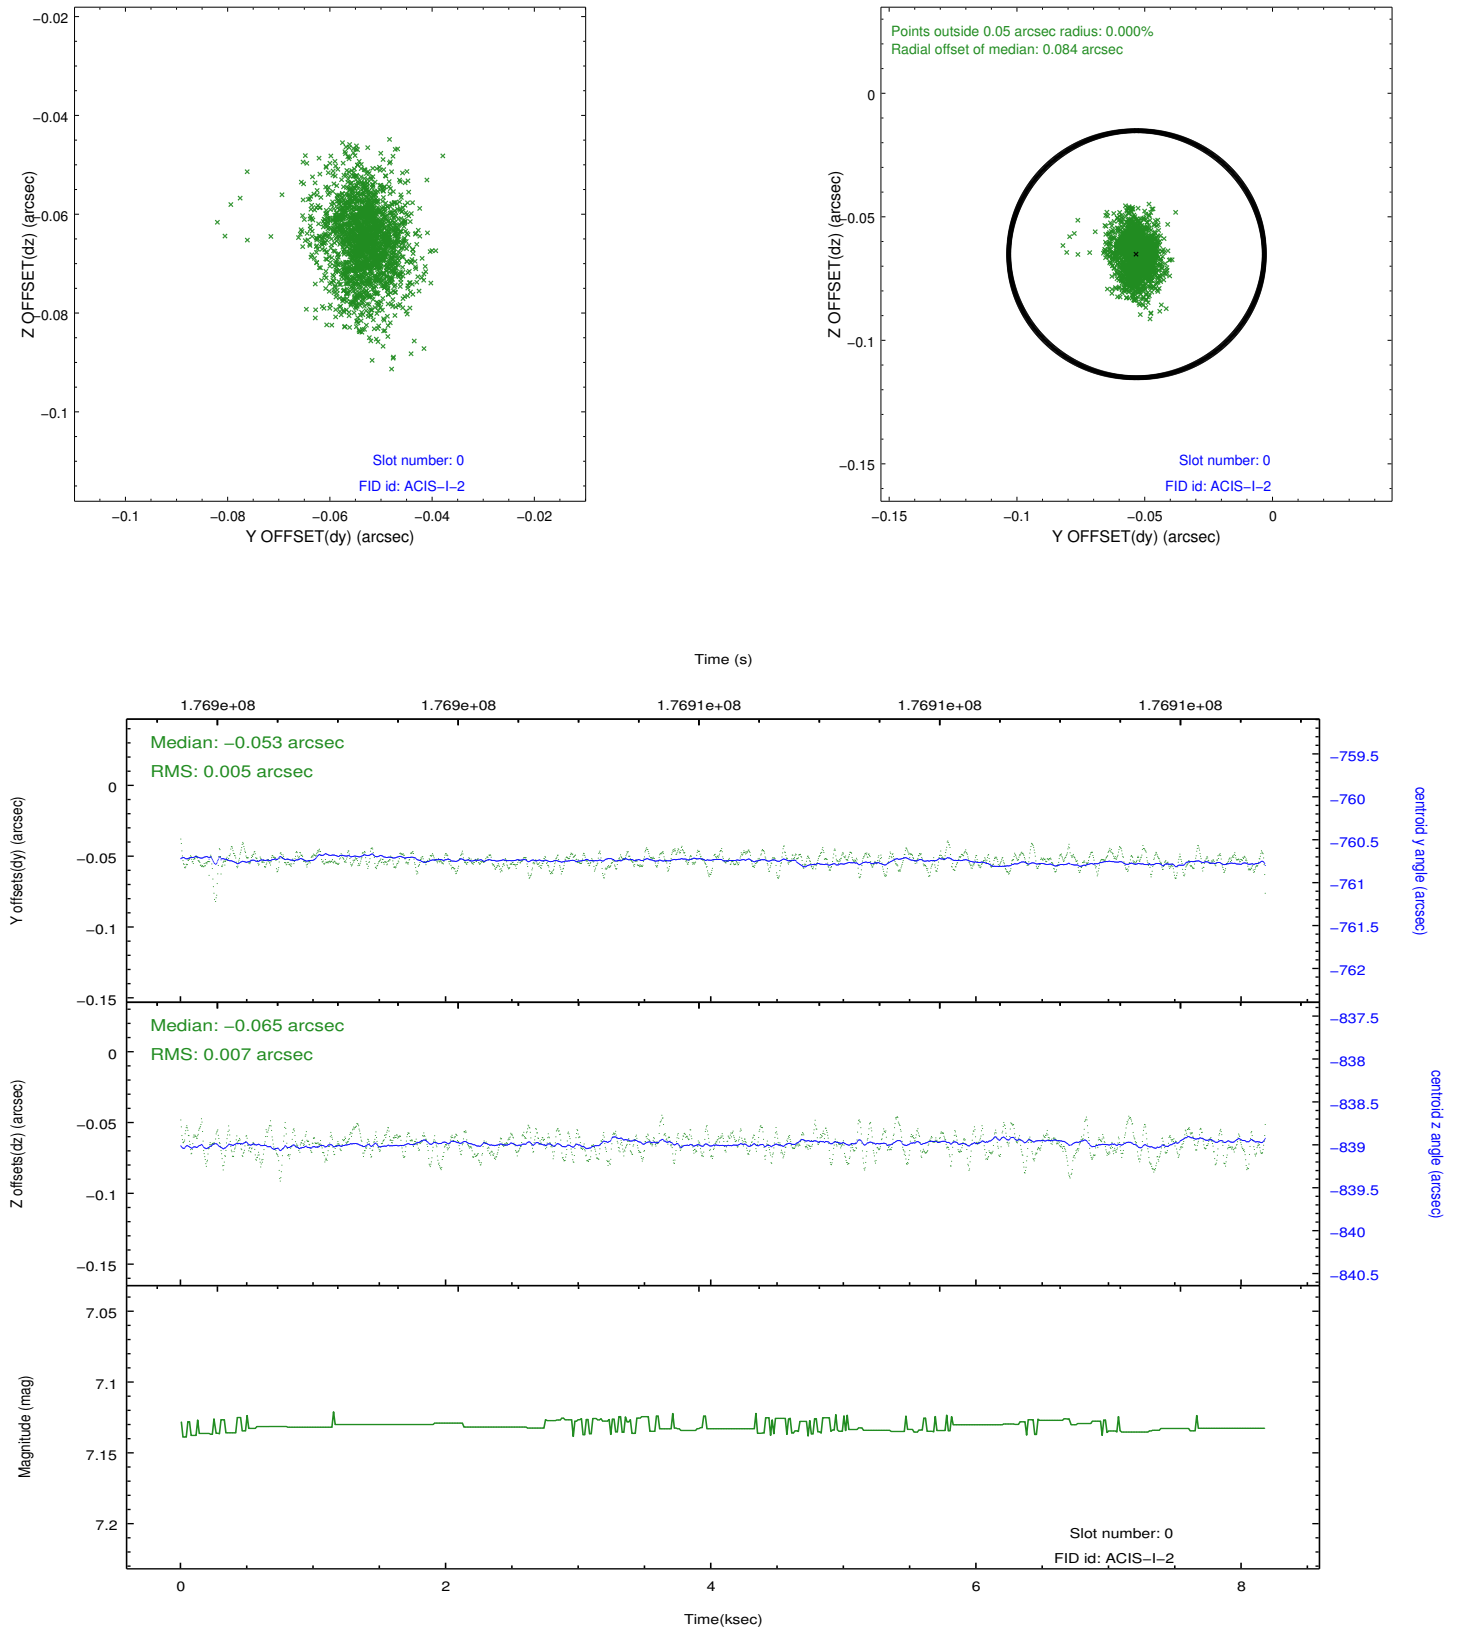 −0.02
−0.04
−0.06
−0.08
−0.1
Z OFFSET(dz) (arcsec)
Slot number: 0
FID id: ACIS−I−2
−0.1
−0.08
−0.06
−0.04
−0.02
Y OFFSET(dy) (arcsec)
Points outside 0.05 arcsec radius: 0.000%
Radial offset of median: 0.084 arcsec
0
−0.05
−0.1
−0.15
Z OFFSET(dz) (arcsec)
Slot number: 0
FID id: ACIS−I−2
−0.15
−0.1
−0.05
0
Y OFFSET(dy) (arcsec)
Time (s)
1.769e+08
1.769e+08
1.7691e+08
1.7691e+08
1.7691e+08
Median: −0.053 arcsec
RMS: 0.005 arcsec
0
−0.05
−0.1
−0.15
Y offsets(dy) (arcsec)
−759.5
−760
−760.5
−761
−761.5
−762
centroid y angle (arcsec)
Median: −0.065 arcsec
RMS: 0.007 arcsec
0
−0.05
−0.1
−0.15
Z offsets(dz) (arcsec)
−837.5
−838
−838.5
−839
−839.5
−840
−840.5
centroid z angle (arcsec)
7.05
7.1
7.15
7.2
Magnitude (mag)
Slot number: 0
FID id: ACIS−I−2
0
2
4
6
8
Time(ksec)